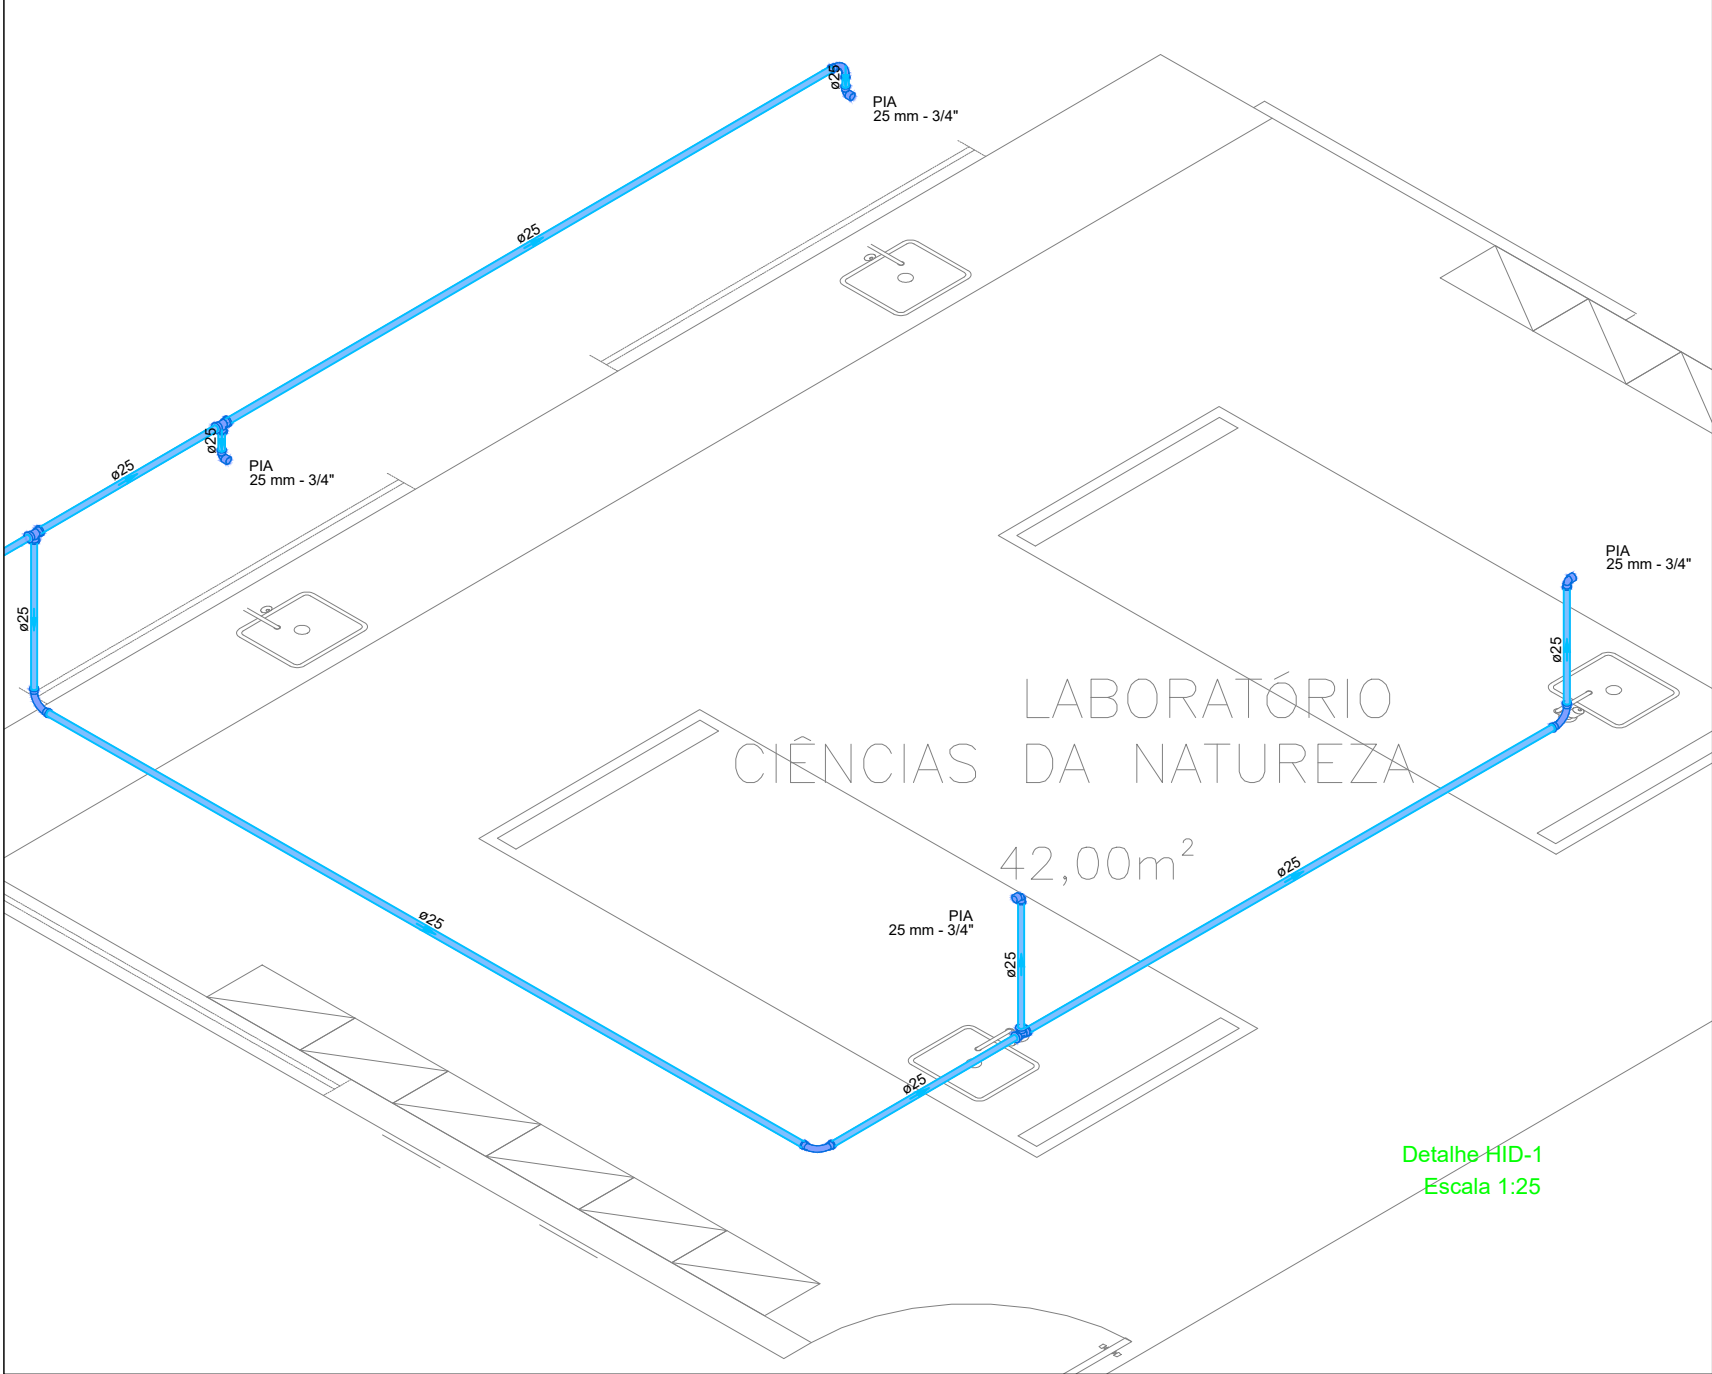 ø25
PIA
25 mm - 3/4"
ø25
ø25
PIA
25 mm - 3/4"
ø25
ø25
PIA
25 mm - 3/4"
ø25
LABORATÓRIO
CIÊNCIAS DA NATUREZA
42,00m²
ø25
PIA
25 mm - 3/4"
ø25
ø25
ø25
Detalhe HID-1
Escala 1:25